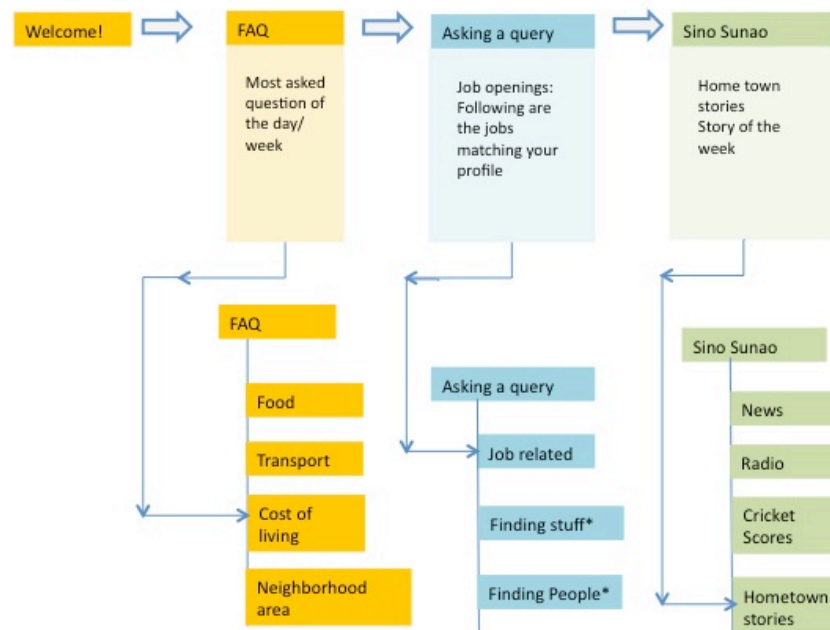 Welcome!
FAQ
Most asked
question of
the day/
week
Asking a query
Job openings:
Following are
the jobs
matching your
profile
Sino Sunao
Home town
stories
Story of the
week
FAQ
Food
Transport
Cost of
living
Neighborhood
area
Asking a query
Job related
Finding stuff*
Finding People*
Sino Sunao
News
Radio
Cricket
Scores
Hometown
stories